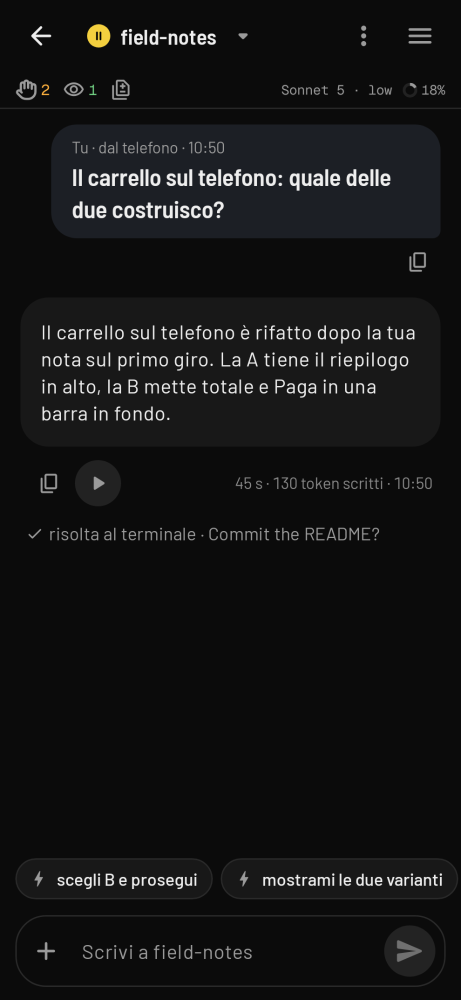 field-notes
2
1
Sonnet 5 · low
18%
Tu · dal telefono · 10:50
Il carrello sul telefono: quale delle
due costruisco?
Il carrello sul telefono è rifatto dopo la tua
nota sul primo giro. La A tiene il riepilogo
in alto, la B mette totale e Paga in una
barra in fondo.
45 s · 130 token scritti · 10:50
risolta al terminale · Commit the README?
scegli B e prosegui
mostrami le due varianti
Scrivi a field-notes